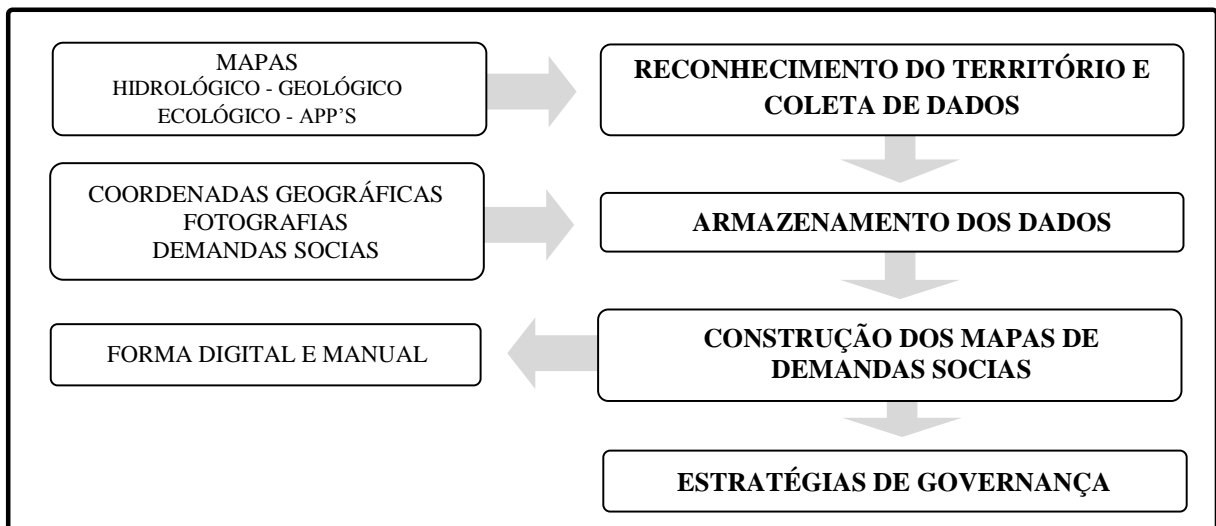 MAPAS
HIDROLÓGICO - GEOLÓGICO
ECOLÓGICO - APP’S
RECONHECIMENTO DO TERRITÓRIO E
COLETA DE DADOS
COORDENADAS GEOGRÁFICAS
FOTOGRAFIAS
DEMANDAS SOCIAS
ARMAZENAMENTO DOS DADOS
FORMA DIGITAL E MANUAL
CONSTRUÇÃO DOS MAPAS DE
DEMANDAS SOCIAS
ESTRATÉGIAS DE GOVERNANÇA